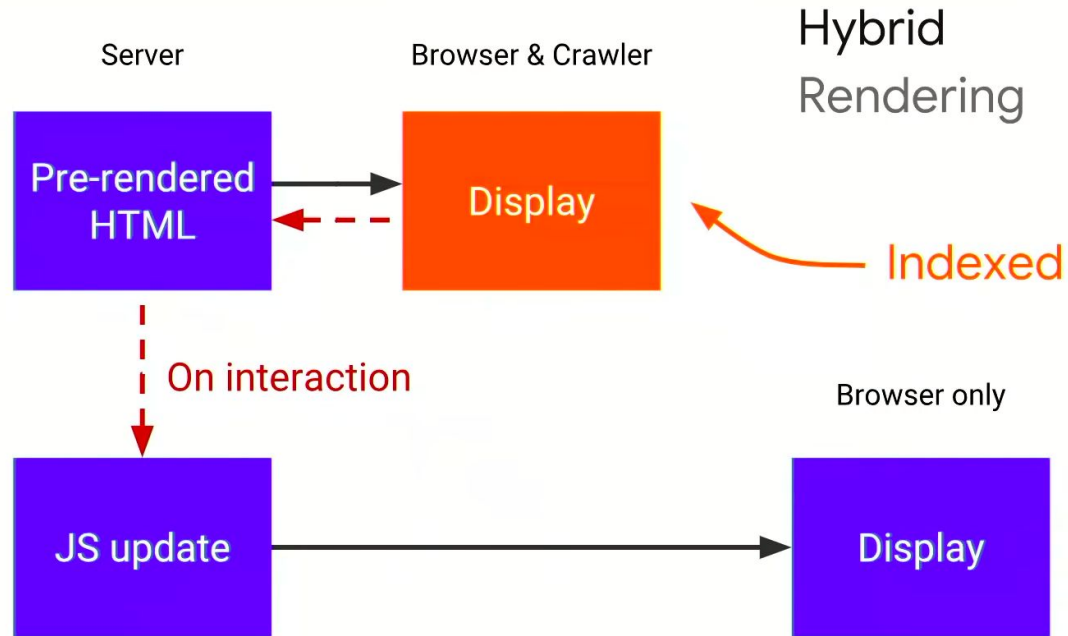 Hybrid
Rendering
Server
Browser & Crawler
Pre-rendered
HTML
Display
Indexed
On interaction
Browser only
JS update
Display